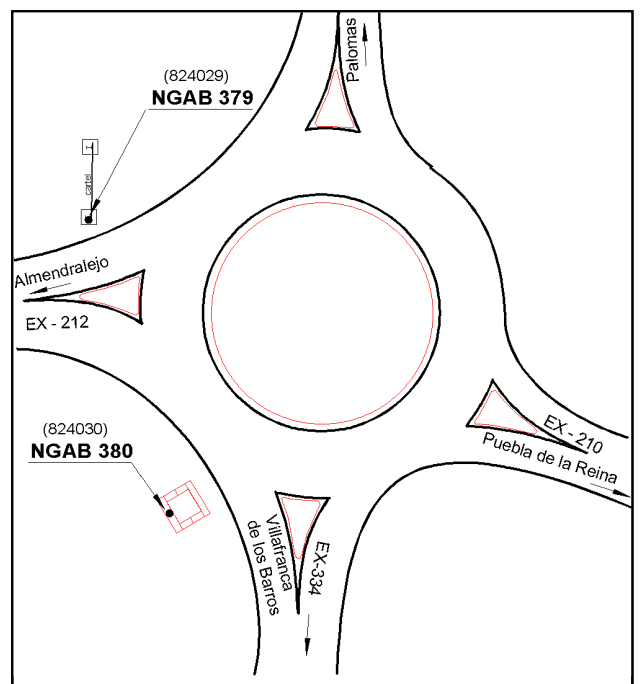 Palomas
(824029)
NGAB 379
I
cartel
Almendralejo
EX - 212
EX - 210
Puebla de la Reina
(824030)
NGAB 380
Villafranca
de los Barros
EX-334